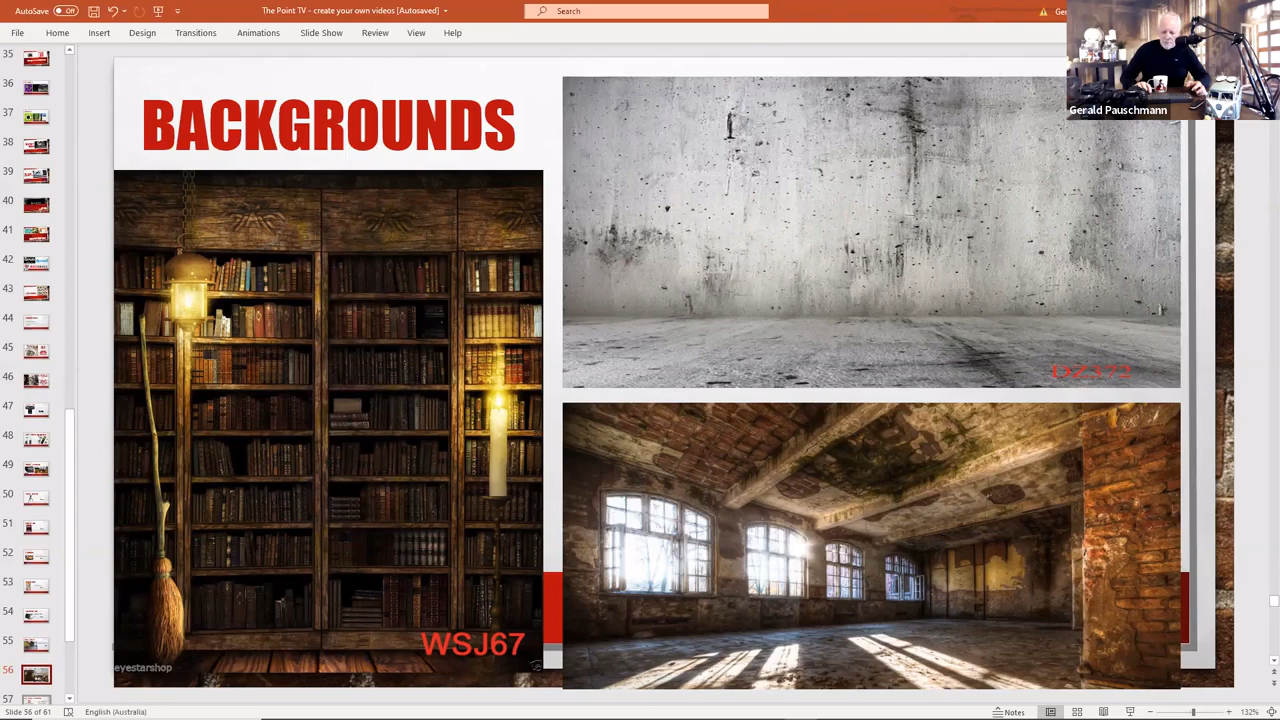 AutoSave Off The Point TV - create your own videos [Autosaved] Search
File Home Insert Design Transitions Animations Slide Show Review View Help
Gerald Pauschmann
35
36
37
38
39
40
41
42
43
44
45
46
47
48
49
50
51
52
53
54
55
56
57
BACKGROUNDS
DZ372
WSJ67
eyestarshop
Slide 56 of 61 English (Australia) Notes 132%